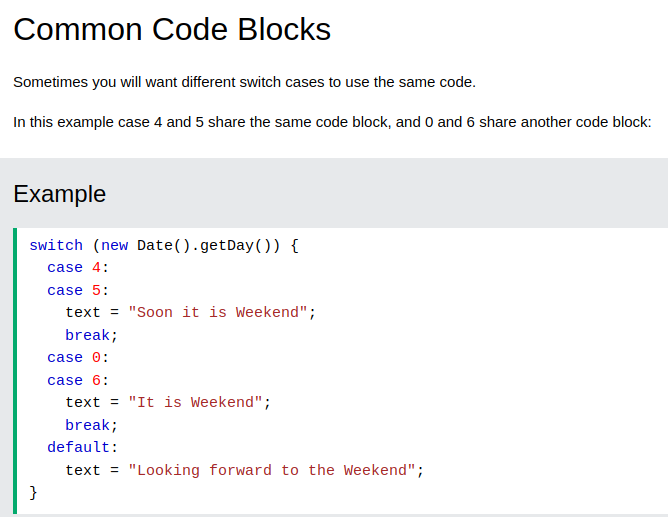 Common Code Blocks
Sometimes you will want different switch cases to use the same code.
In this example case 4 and 5 share the same code block, and 0 and 6 share another code block:
Example
switch (new Date().getDay()) {
  case 4:
  case 5:
    text = "Soon it is Weekend";
    break;
  case 0:
  case 6:
    text = "It is Weekend";
    break;
  default:
    text = "Looking forward to the Weekend";
}